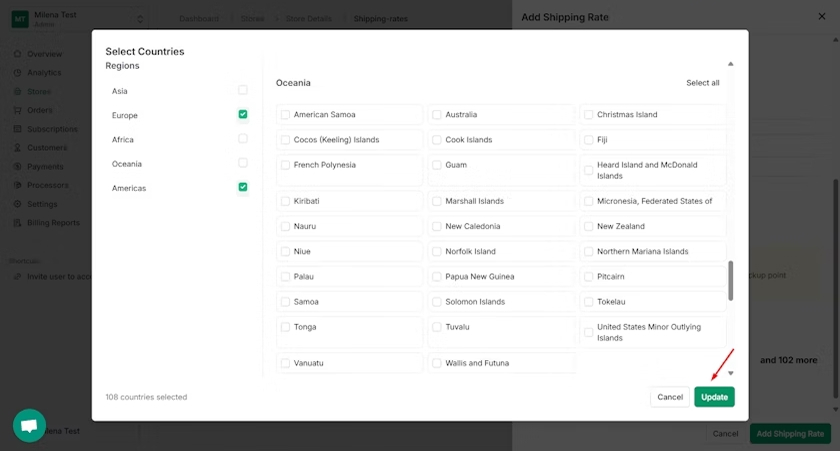 MT
Milena Test
Admin
Dashboard
Stores
Store Details
Shipping-rates
Add Shipping Rate
Overview
Analytics
Stores
Orders
Subscriptions
Customers
Payments
Processors
Settings
Billing Reports
Shortcuts
Invite user to acco
Select Countries
Regions
Asia
Europe
Africa
Oceania
Americas
Oceania
Select all
American Samoa
Australia
Christmas Island
Cocos (Keeling) Islands
Cook Islands
Fiji
French Polynesia
Guam
Heard Island and McDonald
Islands
Kiribati
Marshall Islands
Micronesia, Federated States of
Nauru
New Caledonia
New Zealand
Niue
Norfolk Island
Northern Mariana Islands
Palau
Papua New Guinea
Pitcairn
Samoa
Solomon Islands
Tokelau
Tonga
Tuvalu
United States Minor Outlying
Islands
Vanuatu
Wallis and Futuna
108 countries selected
Cancel
Update
ckup point
and 102 more
Test
Cancel
Add Shipping Rate